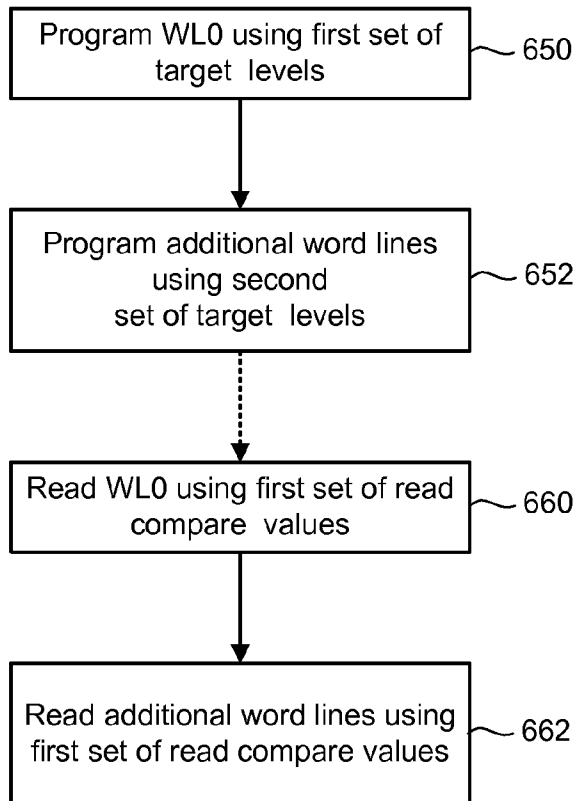 Program WL0 using first set of
target levels
650
Program additional word lines
using second
set of target levels
652
Read WL0 using first set of read
compare values
660
Read additional word lines using
first set of read compare values
662